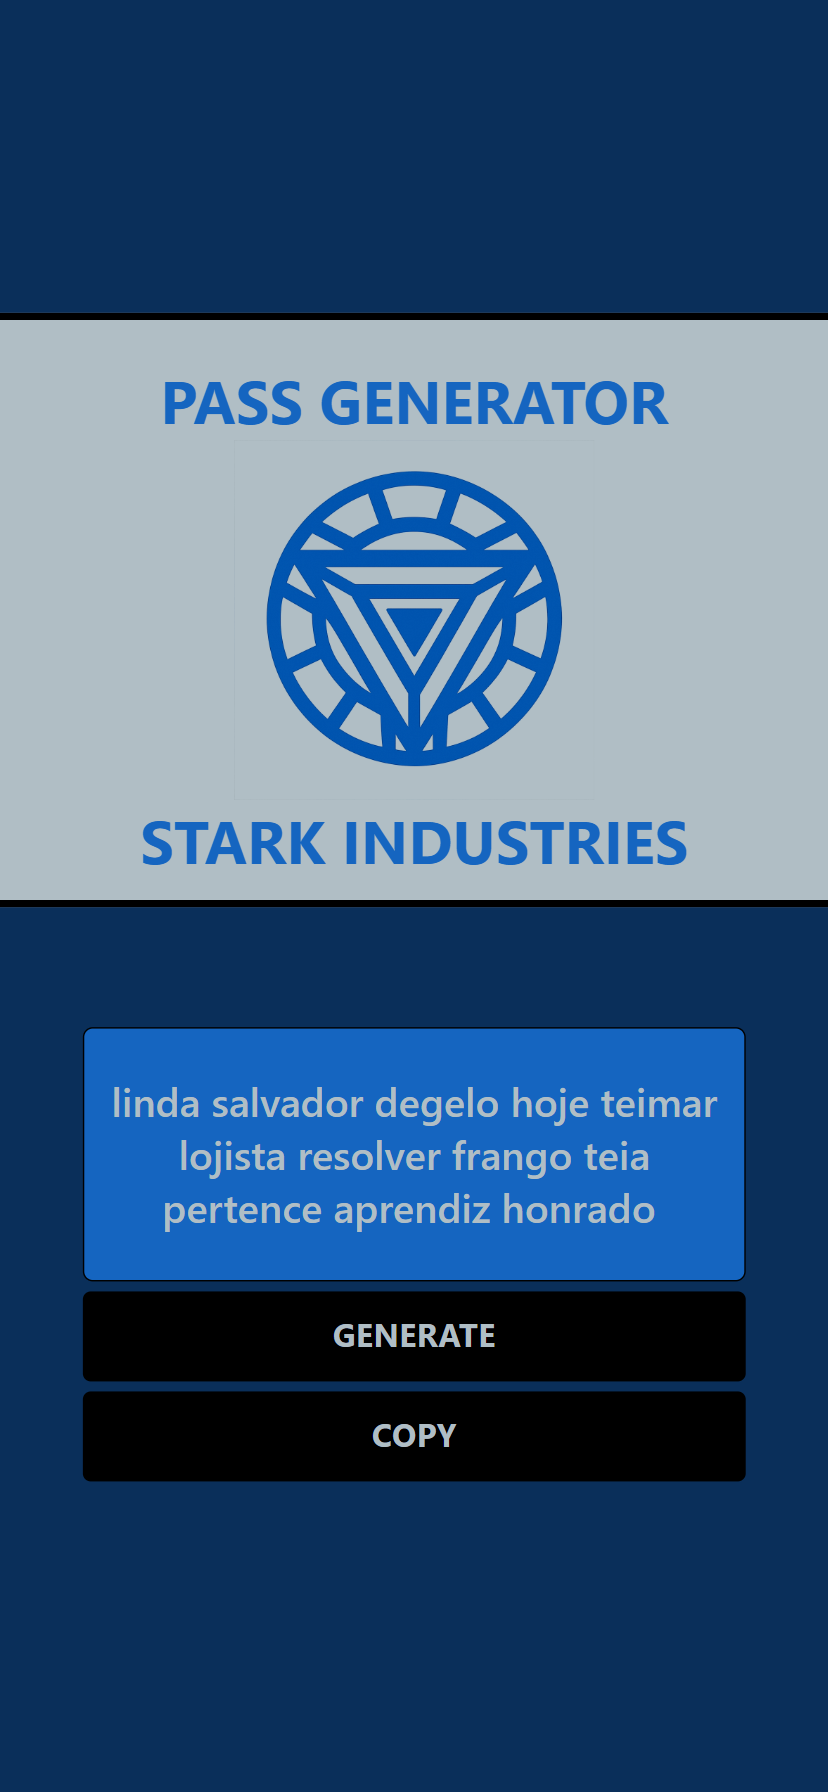 PASS GENERATOR
STARK INDUSTRIES
linda salvador degelo hoje teimar
lojista resolver frango teia
pertence aprendiz honrado
GENERATE
COPY